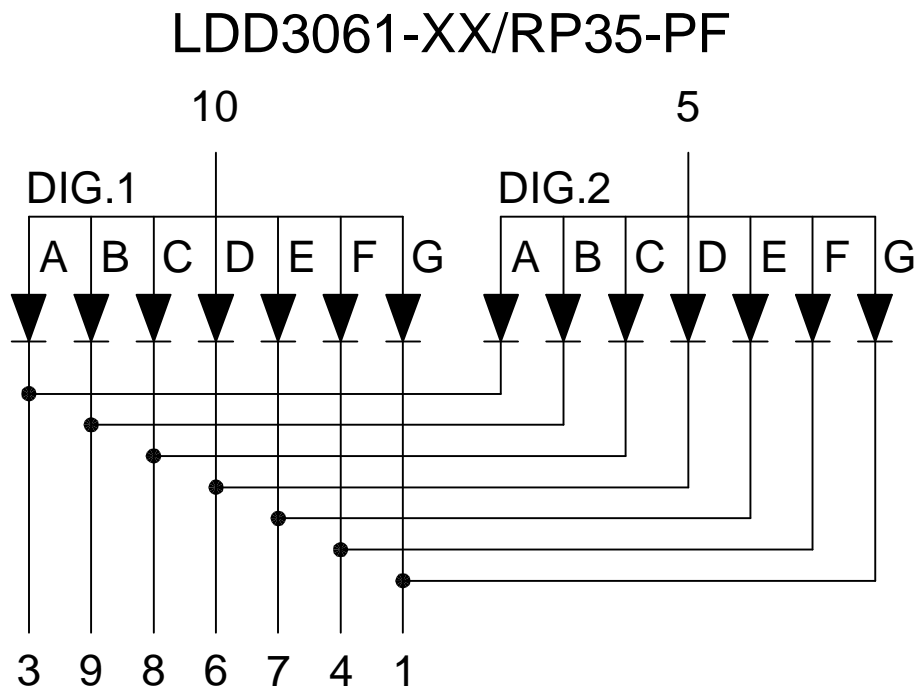 LDD3061-XX/RP35-PF
10 5
DIG.1 DIG.2
A B C D E F G A B C D E F G
3 9 8 6 7 4 1